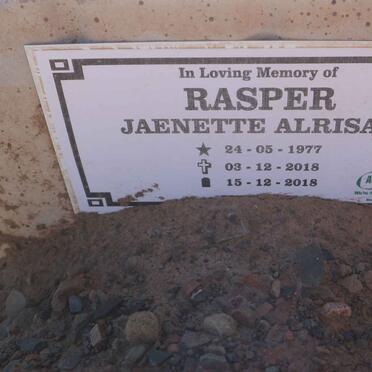 In Loving Memory of
RASPER
JAENETTE ALRISA
24 - 05 - 1977
03 - 12 - 2018
15 - 12 - 2018